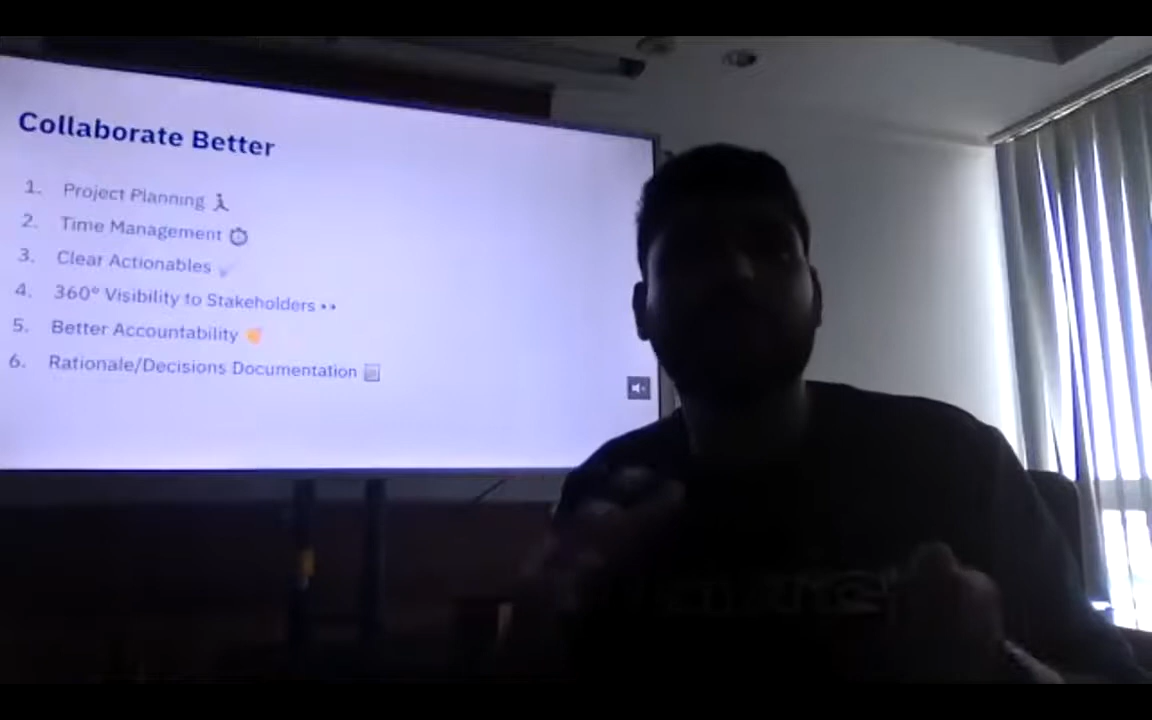 Collaborate Better
1. Project Planning
2. Time Management
3. Clear Actionables
4. 360° Visibility to Stakeholders
5. Better Accountability
6. Rationale/Decisions Documentation